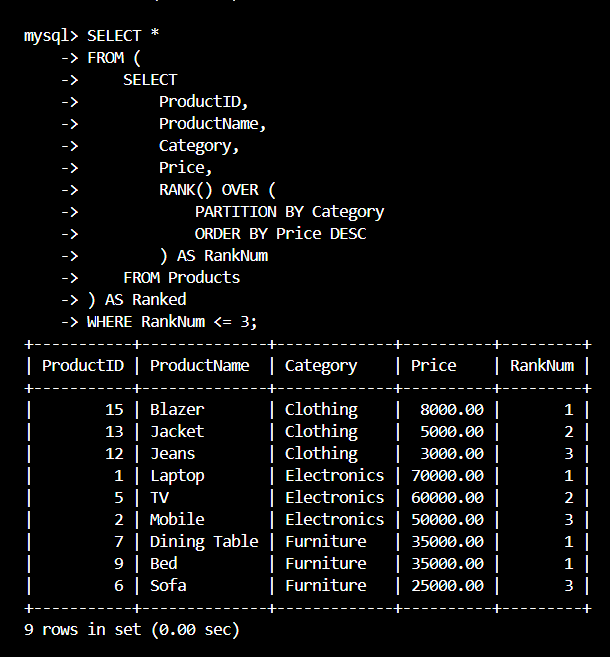 mysql> SELECT *
    -> FROM (
    ->     SELECT
    ->         ProductID,
    ->         ProductName,
    ->         Category,
    ->         Price,
    ->         RANK() OVER (
    ->             PARTITION BY Category
    ->             ORDER BY Price DESC
    ->         ) AS RankNum
    ->     FROM Products
    -> ) AS Ranked
    -> WHERE RankNum <= 3;
+-----------+--------------+-------------+----------+---------+
| ProductID | ProductName  | Category    | Price    | RankNum |
+-----------+--------------+-------------+----------+---------+
|        15 | Blazer       | Clothing    |  8000.00 |       1 |
|        13 | Jacket       | Clothing    |  5000.00 |       2 |
|        12 | Jeans        | Clothing    |  3000.00 |       3 |
|         1 | Laptop       | Electronics | 70000.00 |       1 |
|         5 | TV           | Electronics | 60000.00 |       2 |
|         2 | Mobile       | Electronics | 50000.00 |       3 |
|         7 | Dining Table | Furniture   | 35000.00 |       1 |
|         9 | Bed          | Furniture   | 35000.00 |       1 |
|         6 | Sofa         | Furniture   | 25000.00 |       3 |
+-----------+--------------+-------------+----------+---------+
9 rows in set (0.00 sec)